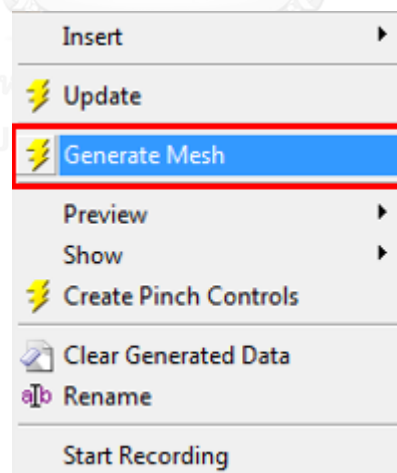 Insert
Update
Generate Mesh
Preview
Show
Create Pinch Controls
Clear Generated Data
Rename
Start Recording